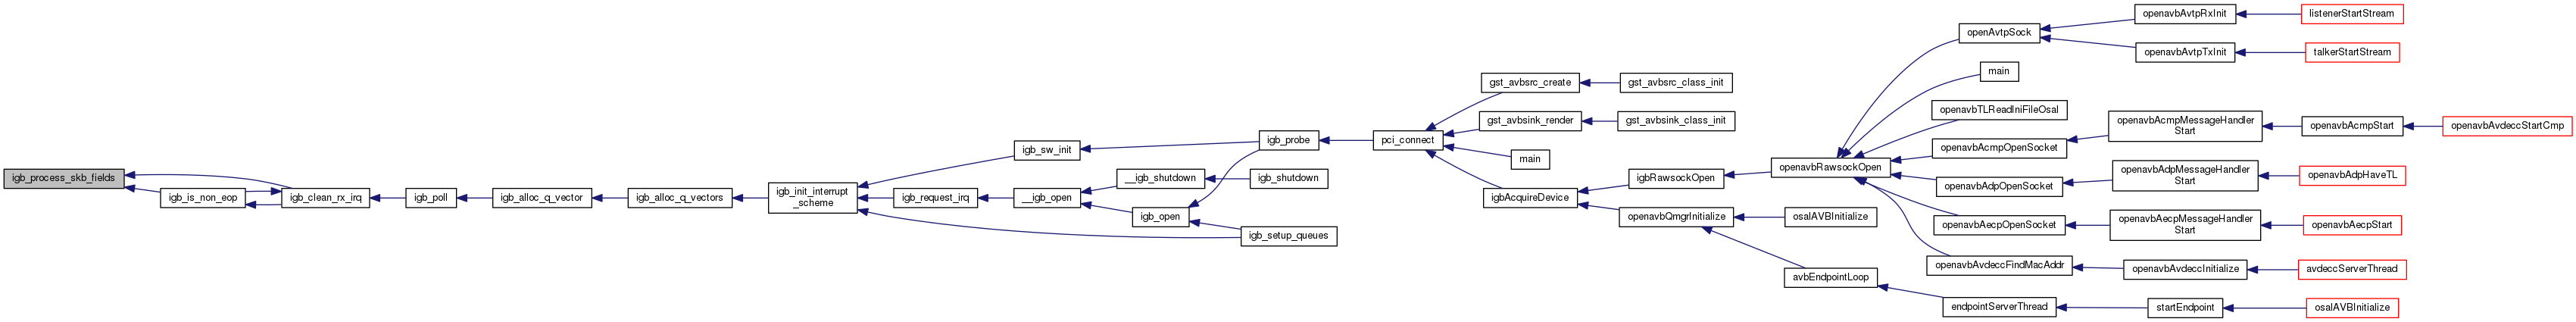 igb_process_skb_fields
igb_is_non_eop
igb_clean_rx_irq
igb_poll
igb_alloc_q_vector
igb_alloc_q_vectors
igb_init_interrupt
_scheme
igb_sw_init
igb_request_irq
__igb_open
__igb_shutdown
igb_shutdown
igb_open
igb_setup_queues
igb_probe
pci_connect
gst_avbsrc_create
gst_avbsrc_class_init
gst_avbsink_render
gst_avbsink_class_init
main
igbAcquireDevice
igbRawsockOpen
openavbQmgrInitialize
osalAVBInitialize
avbEndpointLoop
endpointServerThread
startEndpoint
osalAVBInitialize
openavbRawsockOpen
openAvtpSock
openavbAvtpRxInit
listenerStartStream
openavbAvtpTxInit
talkerStartStream
main
openavbTLReadIniFileOsal
openavbAcmpOpenSocket
openavbAcmpMessageHandler
Start
openavbAcmpStart
openavbAvdeccStartCmp
openavbAdpOpenSocket
openavbAdpMessageHandler
Start
openavbAdpHaveTL
openavbAecpOpenSocket
openavbAecpMessageHandler
Start
openavbAecpStart
openavbAvdeccFindMacAddr
openavbAvdeccInitialize
avdeccServerThread